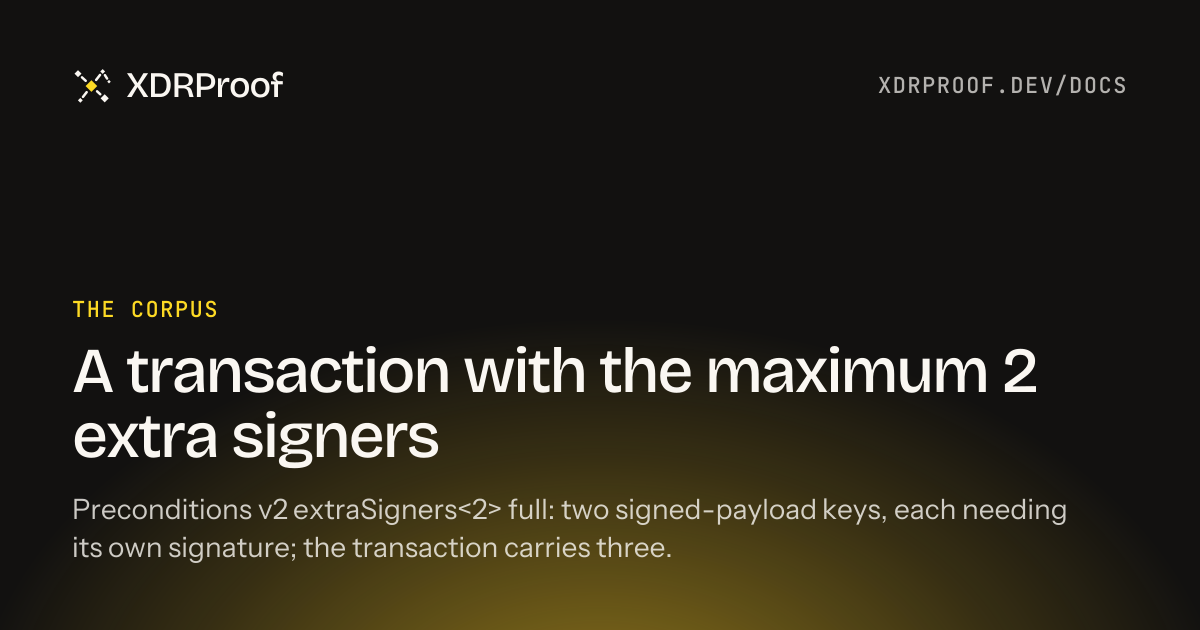 XDRProof
XDRPROOF.DEV/DOCS
THE CORPUS
A transaction with the maximum 2
extra signers
Preconditions v2 extraSigners<2> full: two signed-payload keys, each needing
its own signature; the transaction carries three.